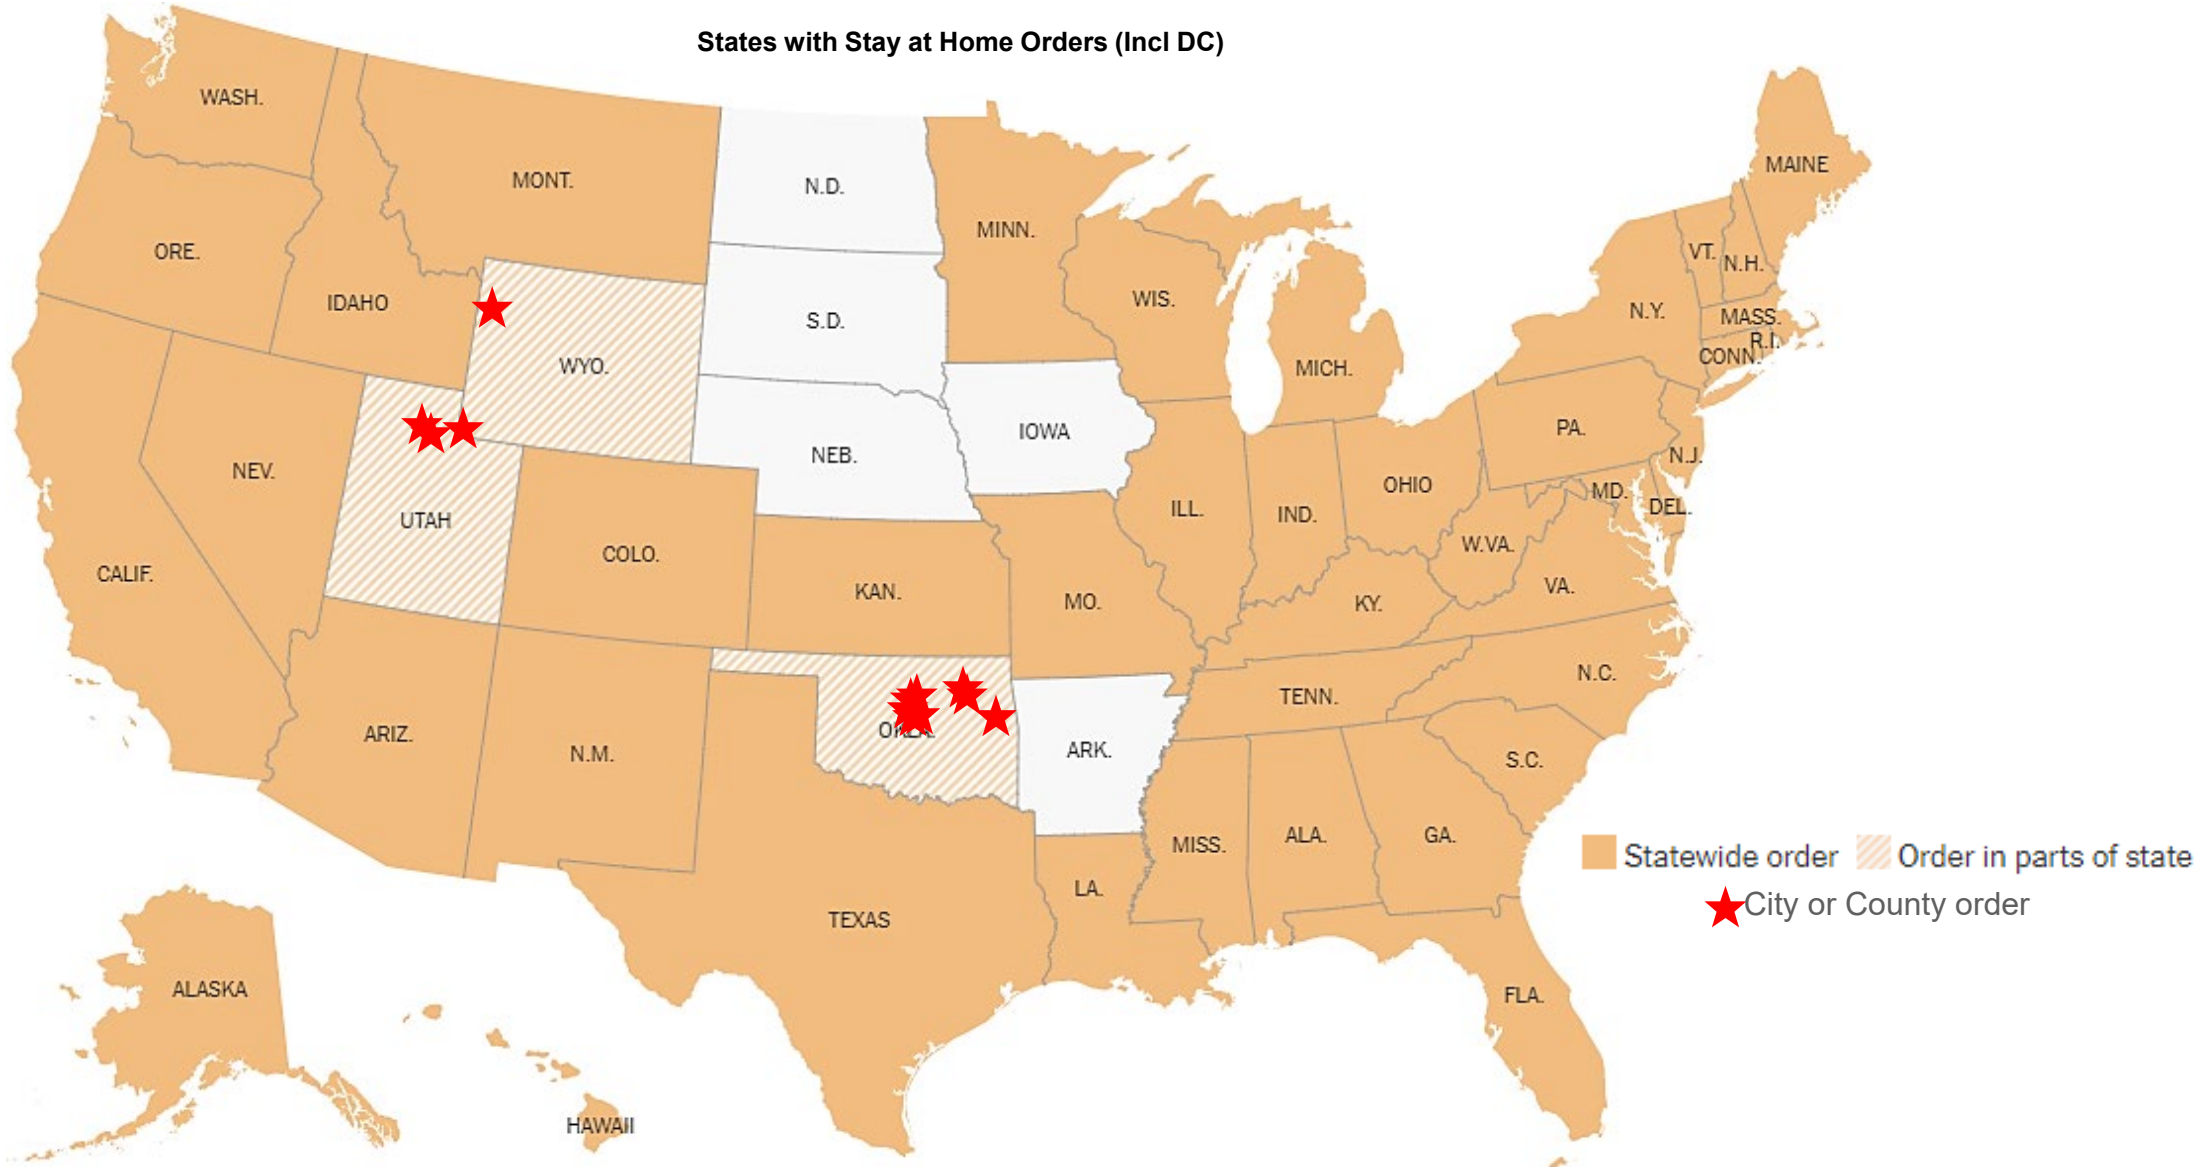 States with Stay at Home Orders (Incl DC)
WASH.
MONT.
N.D.
MINN.
MAINE
ORE.
IDAHO
S.D.
WIS.
VT.
N.H.
N.Y.
MASS.
R.I.
CONN.
WYO.
MICH.
NEB.
IOWA
PA.
N.J.
NEV.
UTAH
ILL.
IND.
OHIO
MD.
DEL.
W.VA.
CALIF.
COLO.
KAN.
MO.
KY.
VA.
ARIZ.
N.M.
OKLA.
ARK.
TENN.
N.C.
S.C.
MISS.
ALA.
GA.
LA.
TEXAS
FLA.
ALASKA
HAWAII
Statewide order
Order in parts of state
City or County order